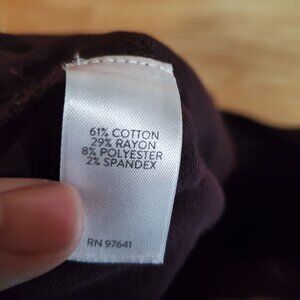 61% COTTON
29% RAYON
8% POLYESTER
2% SPANDEX
RN 97641